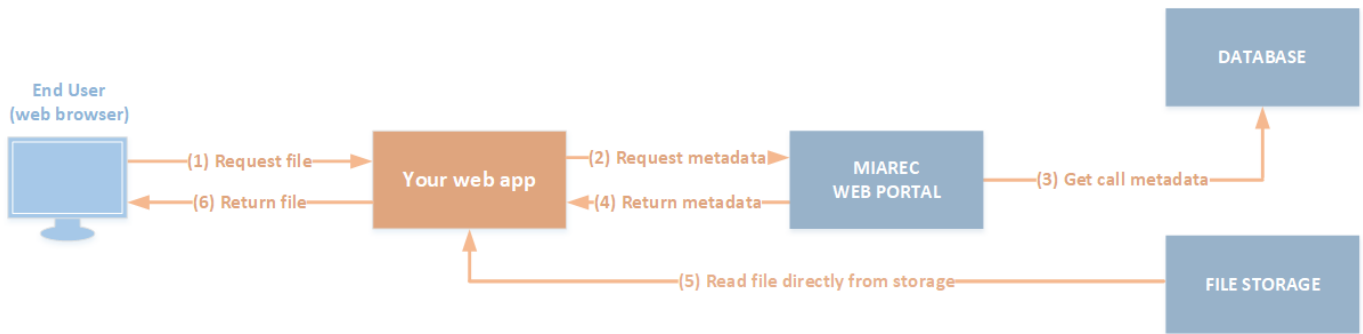 End User
(web browser)
(1) Request file
(6) Return file
Your web app
(2) Request metadata
(4) Return metadata
MIAREC
WEB PORTAL
(3) Get call metadata
DATABASE
(5) Read file directly from storage
FILE STORAGE